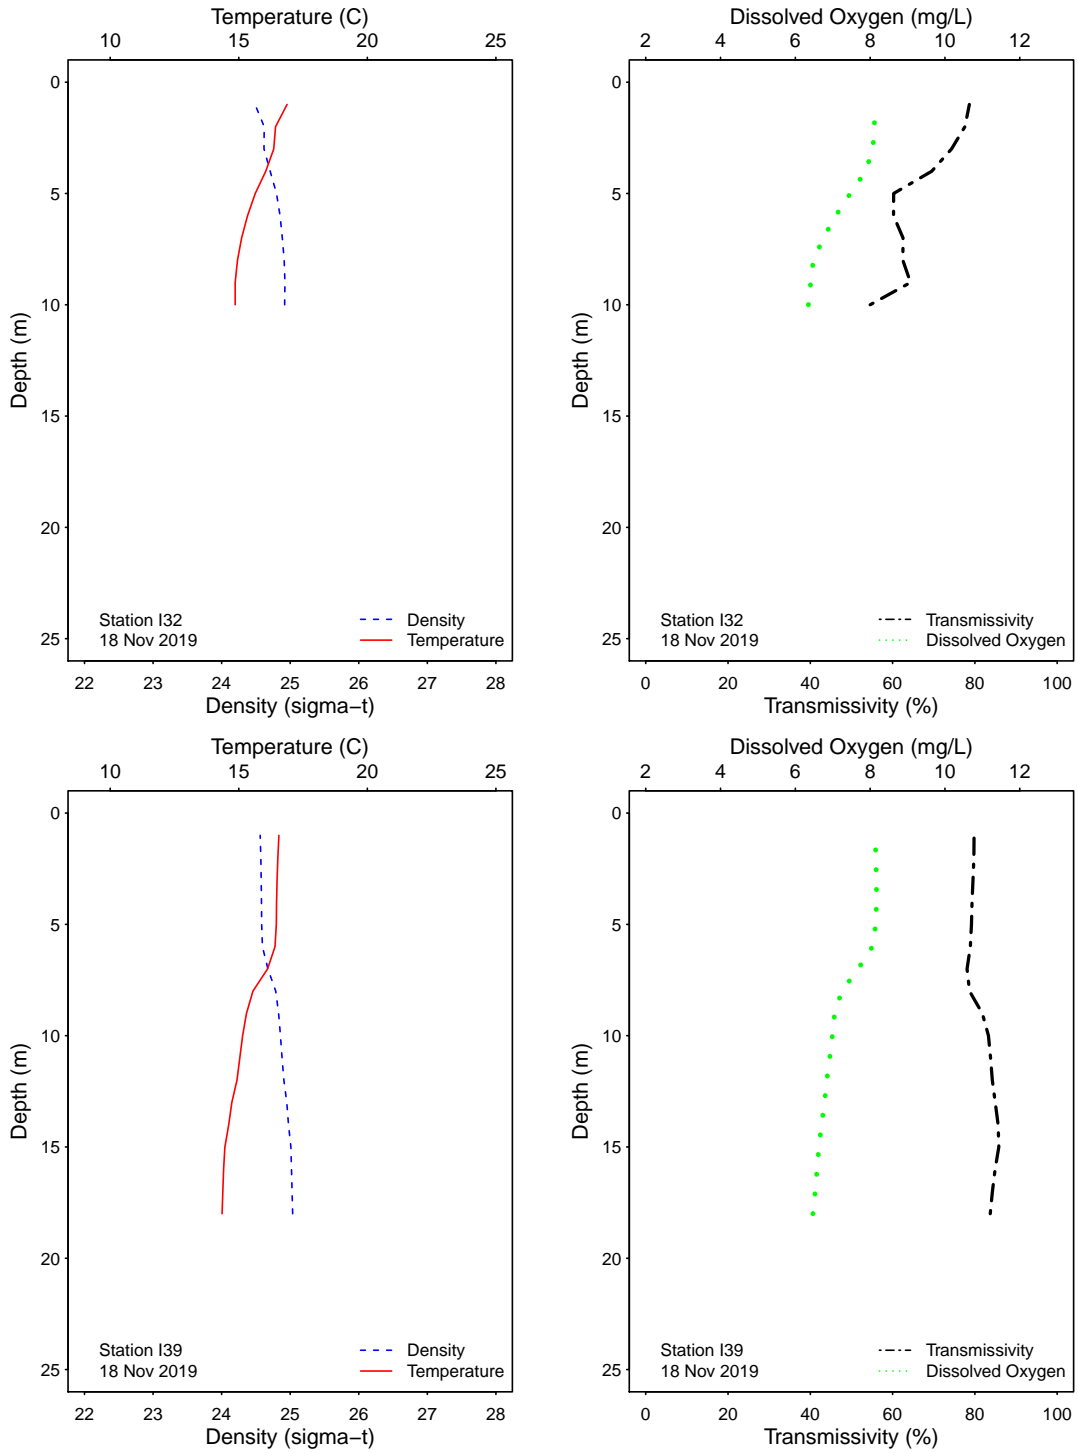 Temperature (C)
10 15 20 25
0
5
10
15
20
25
Depth (m)
Station I32
18 Nov 2019
Density
Temperature
22 23 24 25 26 27 28
Density (sigma−t)
Dissolved Oxygen (mg/L)
2 4 6 8 10 12
0
5
10
15
20
25
Depth (m)
Station I32
18 Nov 2019
Transmissivity
Dissolved Oxygen
0 20 40 60 80 100
Transmissivity (%)
Temperature (C)
10 15 20 25
0
5
10
15
20
25
Depth (m)
Station I39
18 Nov 2019
Density
Temperature
22 23 24 25 26 27 28
Density (sigma−t)
Dissolved Oxygen (mg/L)
2 4 6 8 10 12
0
5
10
15
20
25
Depth (m)
Station I39
18 Nov 2019
Transmissivity
Dissolved Oxygen
0 20 40 60 80 100
Transmissivity (%)